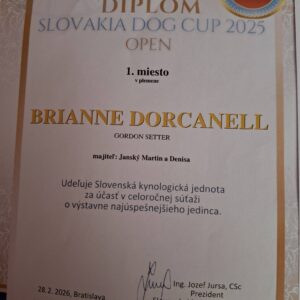 DIPLOM
SLOVAKIA DOG CUP 2025
OPEN
1. miesto
v plemene
BRIANNE DORCANELL
GORDON SETTER
majiteľ: Janský Martin a Denisa
Udeľuje Slovenská kynologická jednota
za účasť v celoročnej súťaži
o výstavne najúspešnejšieho jedinca.
28. 2. 2026, Bratislava
Ing. Jozef Jursa, CSc
Prezident